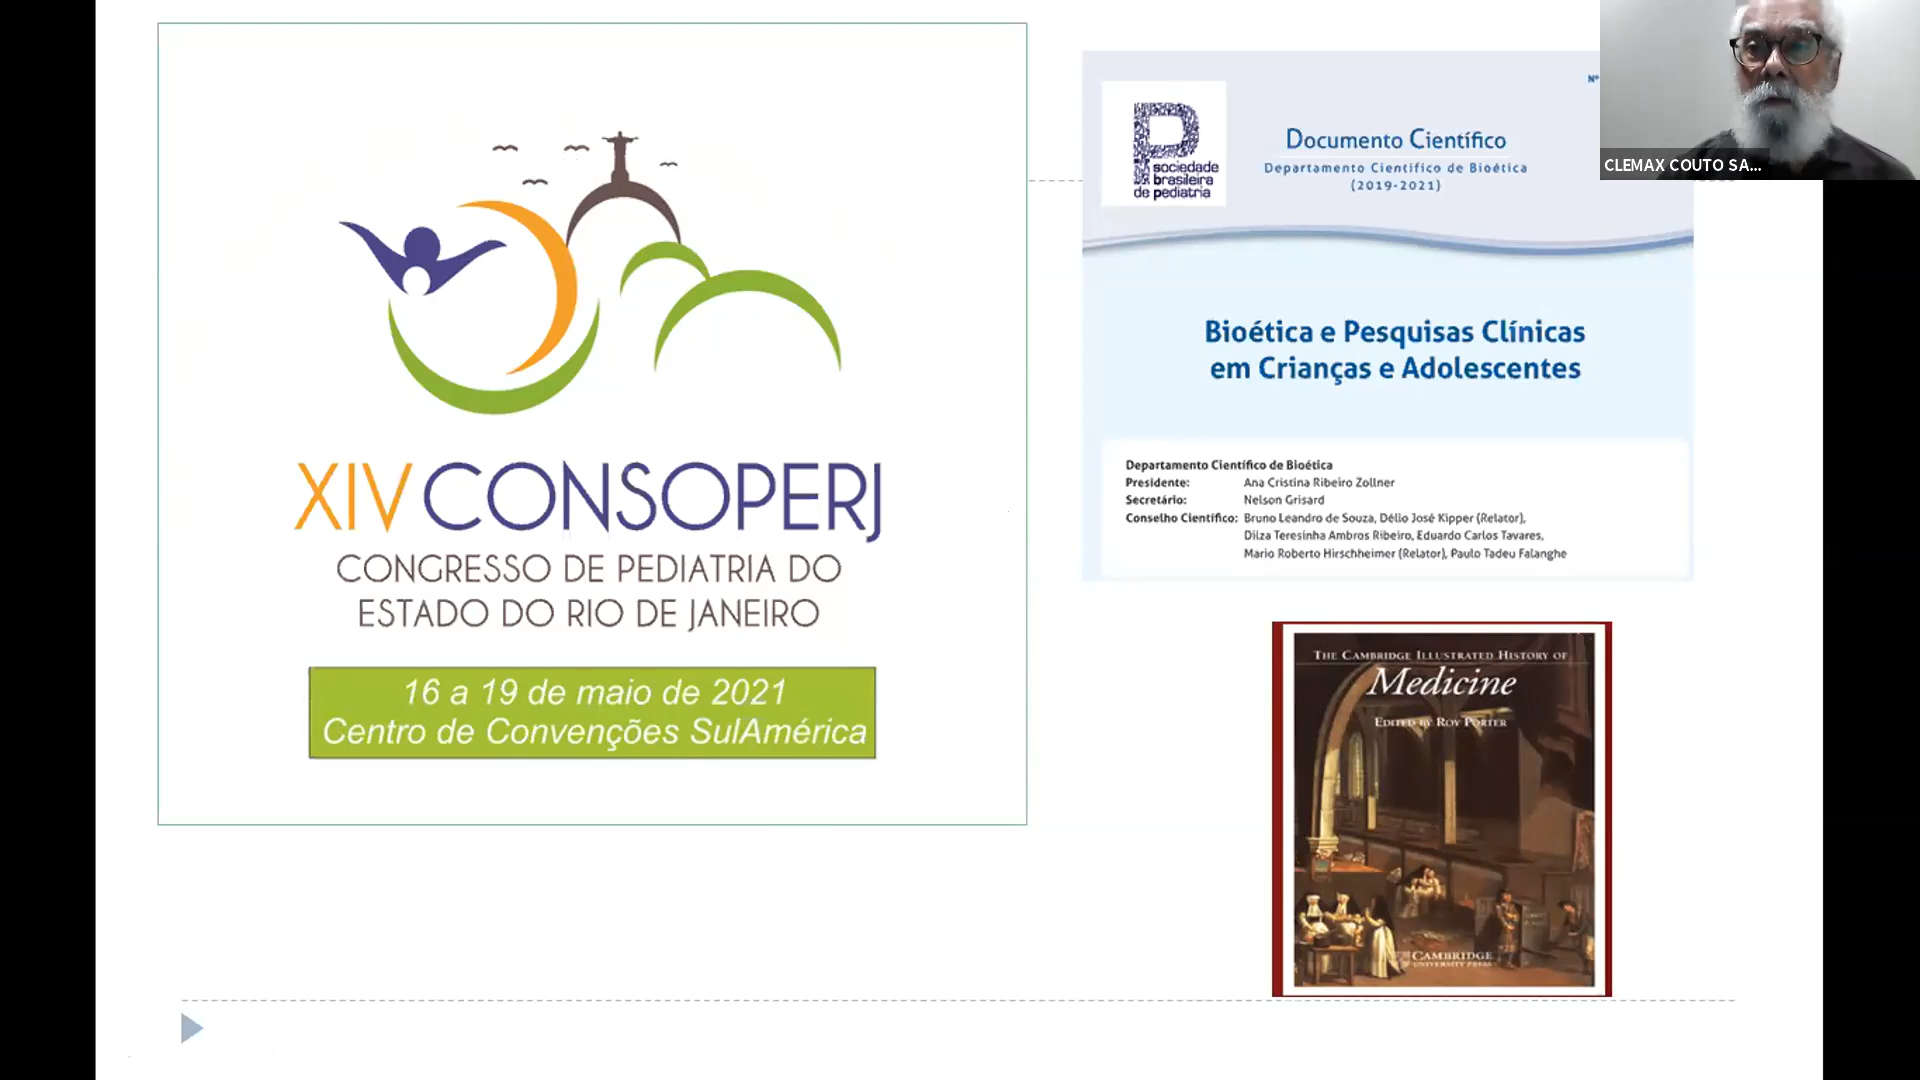 XIV CONSOPERJ
CONGRESSO DE PEDIATRIA DO
ESTADO DO RIO DE JANEIRO
16 a 19 de maio de 2021
Centro de Convenções SulAmérica
Nº
sociedade
brasileira
de pediatria
Documento Científico
Departamento Científico de Bioética
(2019-2021)
Bioética e Pesquisas Clínicas
em Crianças e Adolescentes
Departamento Científico de Bioética
Presidente: Ana Cristina Ribeiro Zollner
Secretário: Nelson Grisard
Conselho Científico: Bruno Leandro de Souza, Délio José Kipper (Relator),
Dilza Teresinha Ambros Ribeiro, Eduardo Carlos Tavares,
Mario Roberto Hirschheimer (Relator), Paulo Tadeu Falanghe
CLEMAX COUTO SA...
THE CAMBRIDGE ILLUSTRATED HISTORY OF
Medicine
EDITED BY ROY PORTER
CAMBRIDGE
UNIVERSITY PRESS